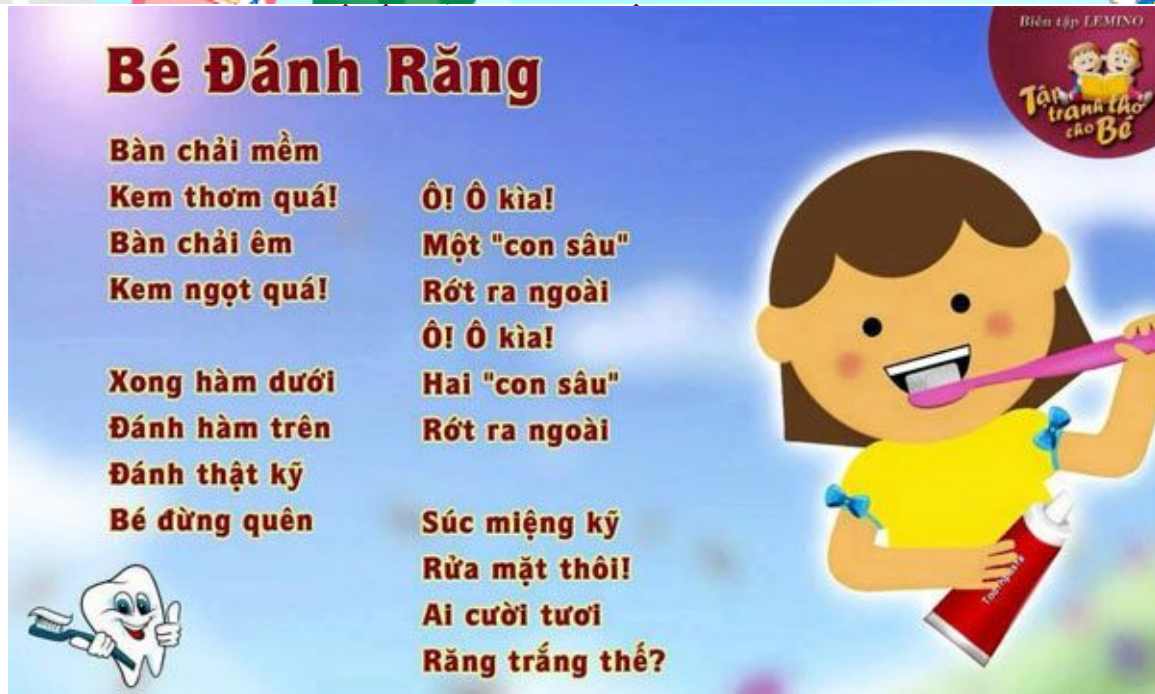 Biên tập LEMINO
Tập
tranh thơ
cho Bé
Bé Đánh Răng
Bàn chải mềm
Kem thơm quá!
Bàn chải êm
Kem ngọt quá!
Xong hàm dưới
Đánh hàm trên
Đánh thật kỹ
Bé đừng quên
Ô! Ô kìa!
Một "con sâu"
Rớt ra ngoài
Ô! Ô kìa!
Hai "con sâu"
Rớt ra ngoài
Súc miệng kỹ
Rửa mặt thôi!
Ai cười tươi
Răng trắng thế?
Toothpaste